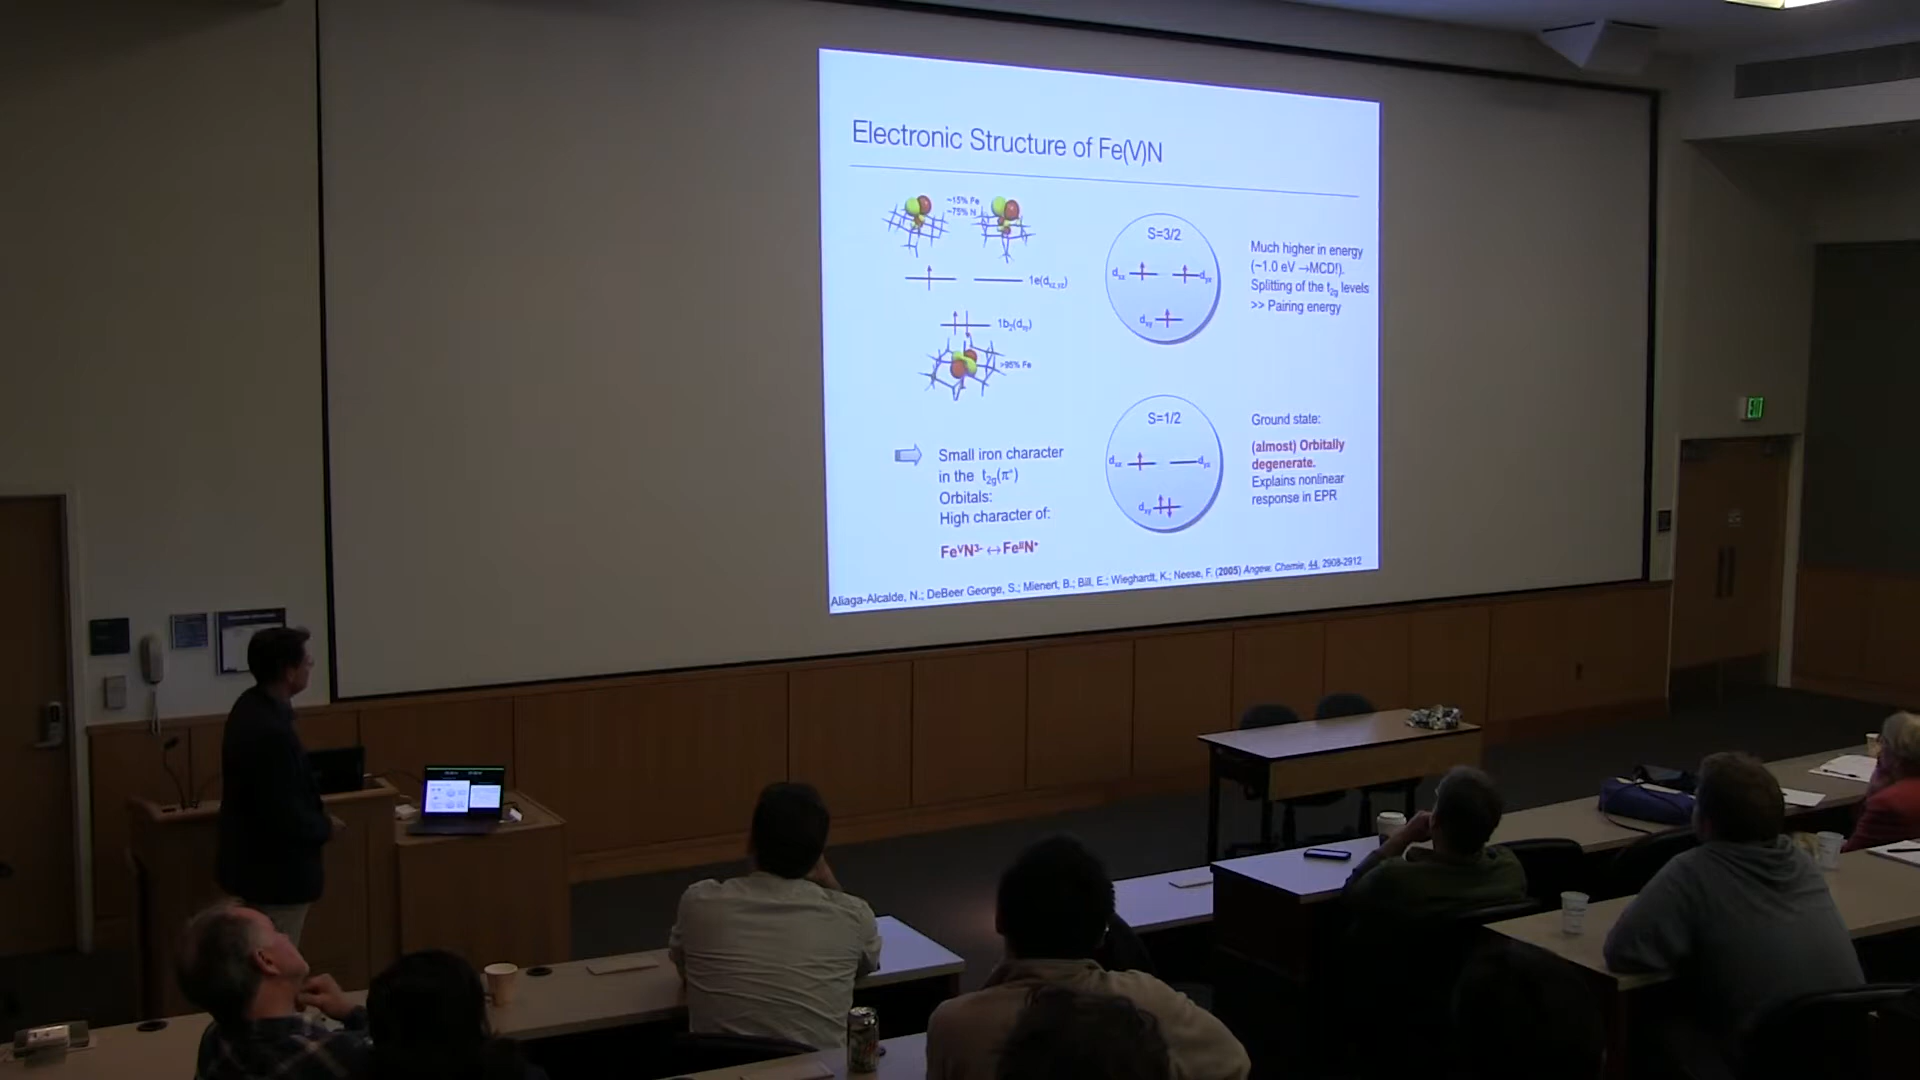 Electronic Structure of Fe(V)N
~15% Fe
~75% N
1e(dxz,yz)
1b2(dxy)
>95% Fe
Small iron character
in the t2g(π*)
Orbitals:
High character of:
FeVN3- ↔ FeIIN•
S=3/2
dxz
dyz
dxy
Much higher in energy
(~1.0 eV →MCD!).
Splitting of the t2g levels
>> Pairing energy
S=1/2
dxz
dyz
dxy
Ground state:
(almost) Orbitally
degenerate.
Explains nonlinear
response in EPR
Aliaga-Alcalde, N.; DeBeer George, S.; Mienert, B.; Bill, E.; Wieghardt, K.; Neese, F. (2005) Angew. Chemie, 44, 2908-2912
EXIT